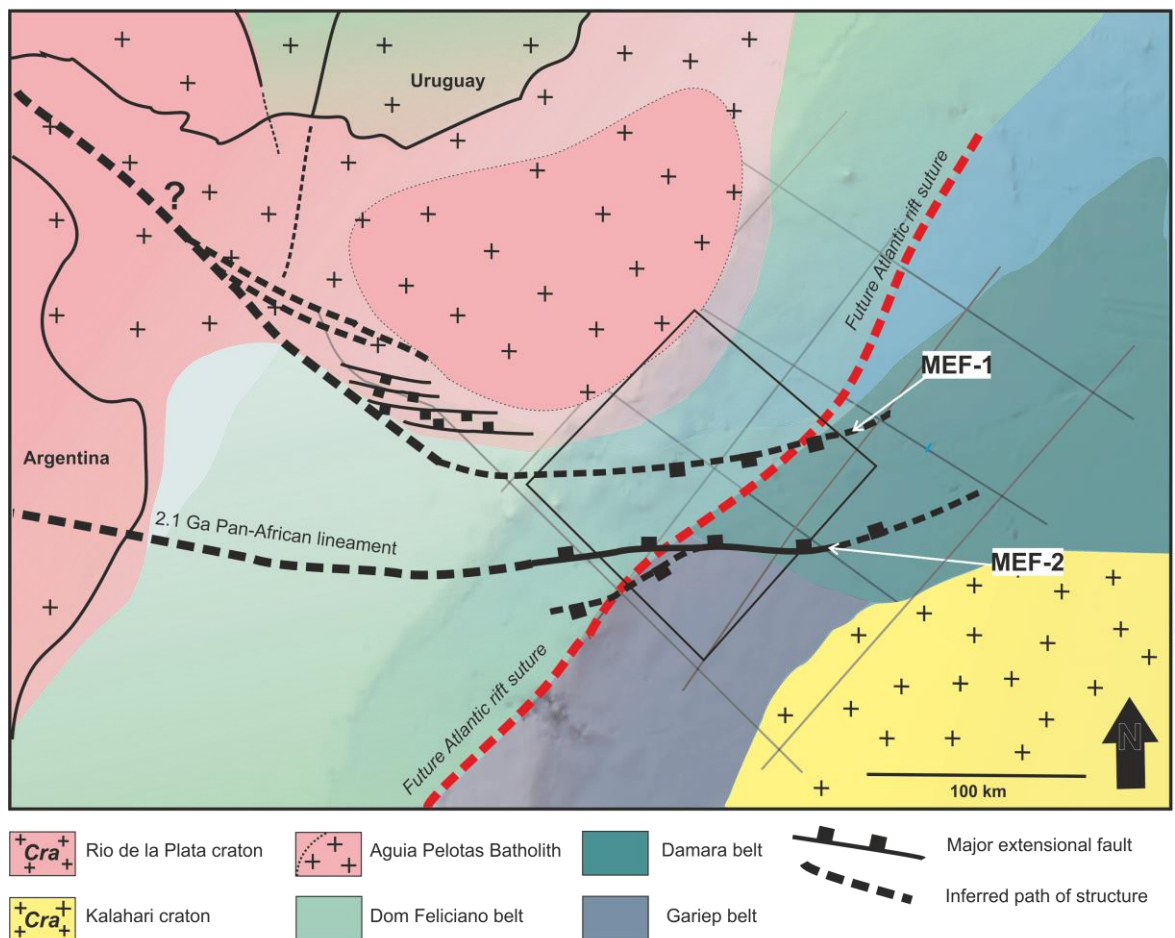 Uruguay
?
Future Atlantic rift suture
MEF-1
Argentina
2.1 Ga Pan-African lineament
MEF-2
Future Atlantic rift suture
N
100 km
Cra Rio de la Plata craton
Aguia Pelotas Batholith
Damara belt
Major extensional fault
Cra Kalahari craton
Dom Feliciano belt
Gariep belt
Inferred path of structure